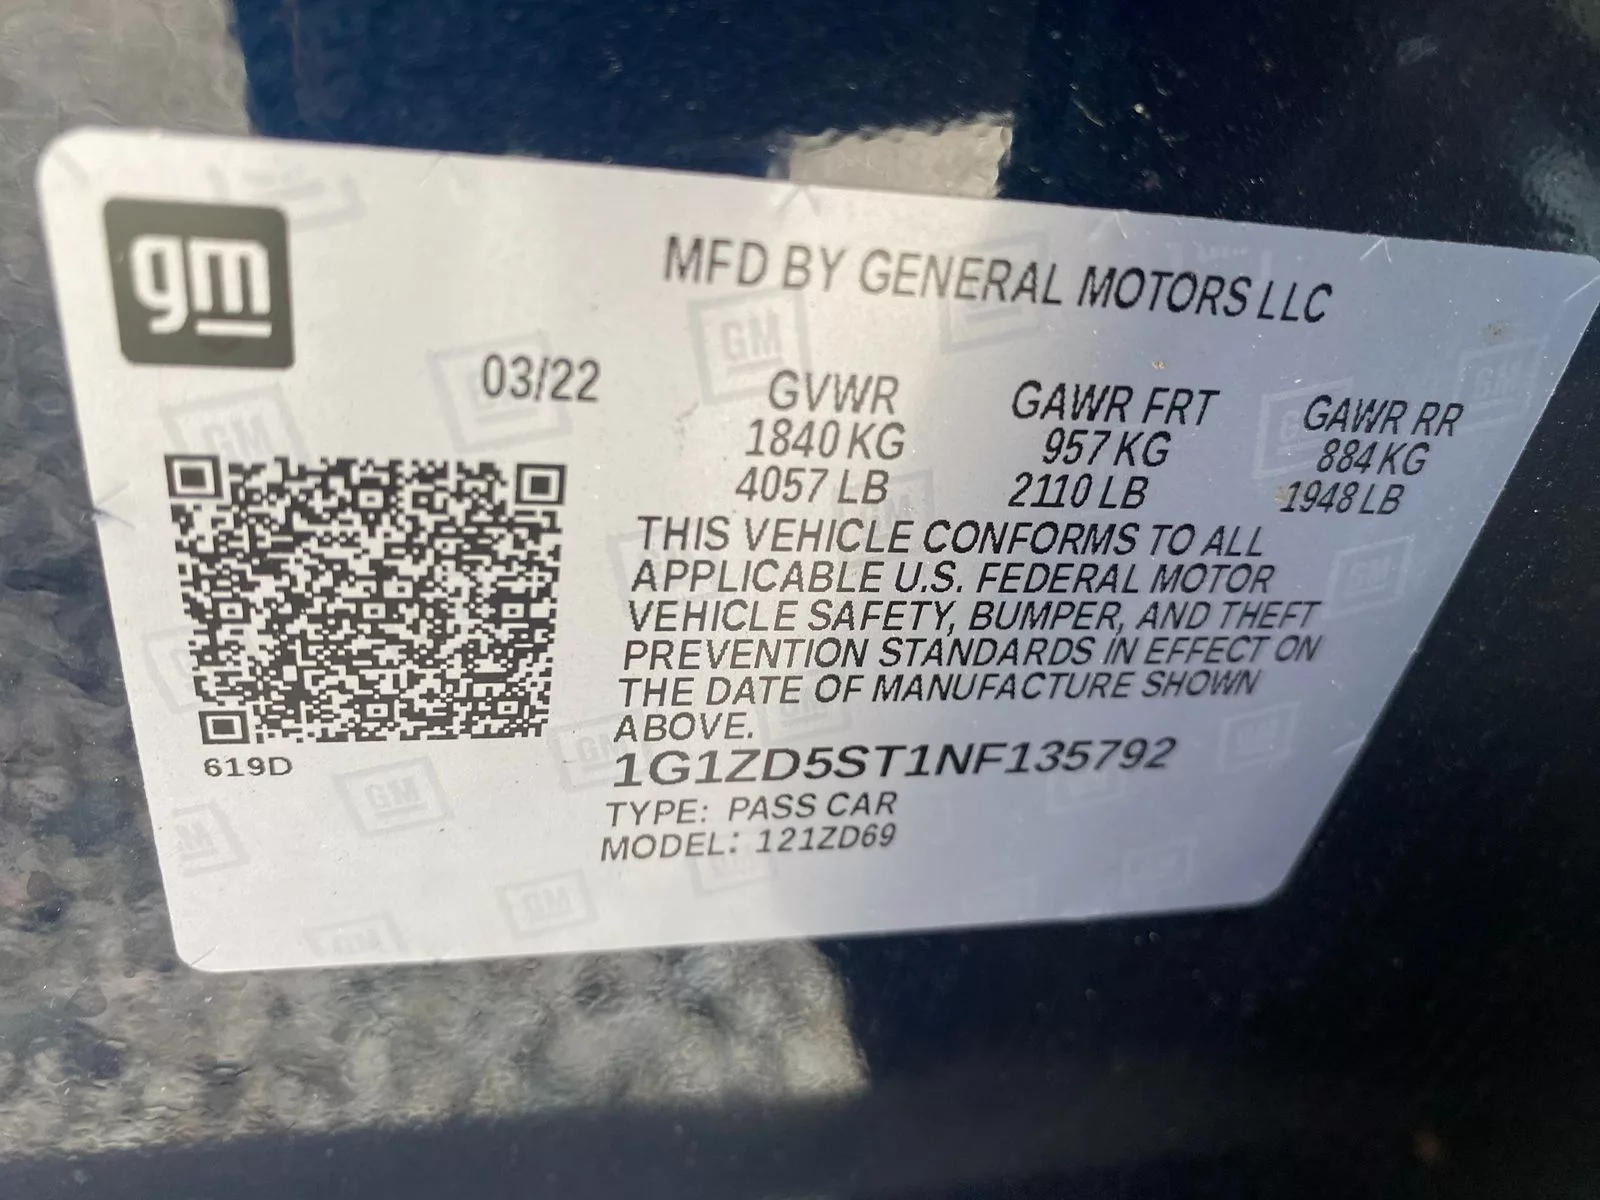 gm
MFD BY GENERAL MOTORS LLC
03/22
GVWR GAWR FRT GAWR RR
1840 KG 957 KG 884 KG
4057 LB 2110 LB 1948 LB
THIS VEHICLE CONFORMS TO ALL
APPLICABLE U.S. FEDERAL MOTOR
VEHICLE SAFETY, BUMPER, AND THEFT
PREVENTION STANDARDS IN EFFECT ON
THE DATE OF MANUFACTURE SHOWN
ABOVE.
619D
1G1ZD5ST1NF135792
TYPE: PASS CAR
MODEL: 121ZD69